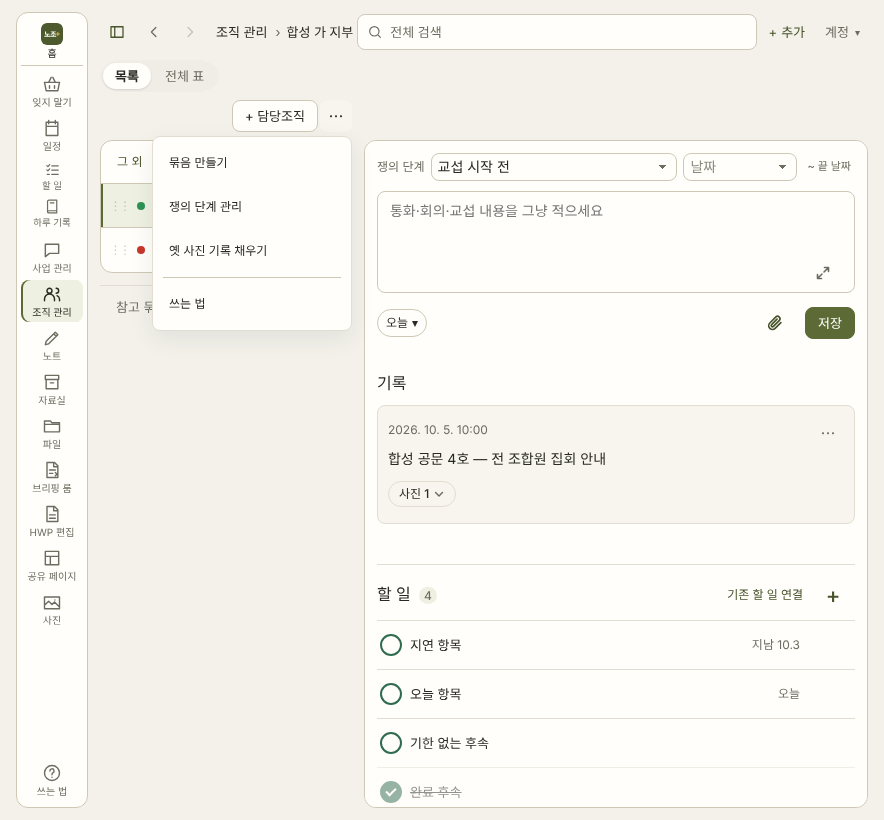 노조+
홈
잊지 말기
일정
할 일
하루 기록
사업 관리
조직 관리
노트
자료실
파일
브리핑 룸
HWP 편집
공유 페이지
사진
쓰는 법
조직 관리 › 합성 가 지부
전체 검색
+ 추가
계정 ▾
목록
전체 표
+ 담당조직
...
그 외
묶음 만들기
쟁의 단계 관리
옛 사진 기록 채우기
쓰는 법
참고
쟁의 단계
교섭 시작 전
날짜
~ 끝 날짜
통화·회의·교섭 내용을 그냥 적으세요
오늘 ▾
저장
기록
2026. 10. 5. 10:00
...
합성 공문 4호 — 전 조합원 집회 안내
사진 1
할 일 4
기존 할 일 연결
+
지연 항목
지남 10.3
오늘 항목
오늘
기한 없는 후속
완료 후속